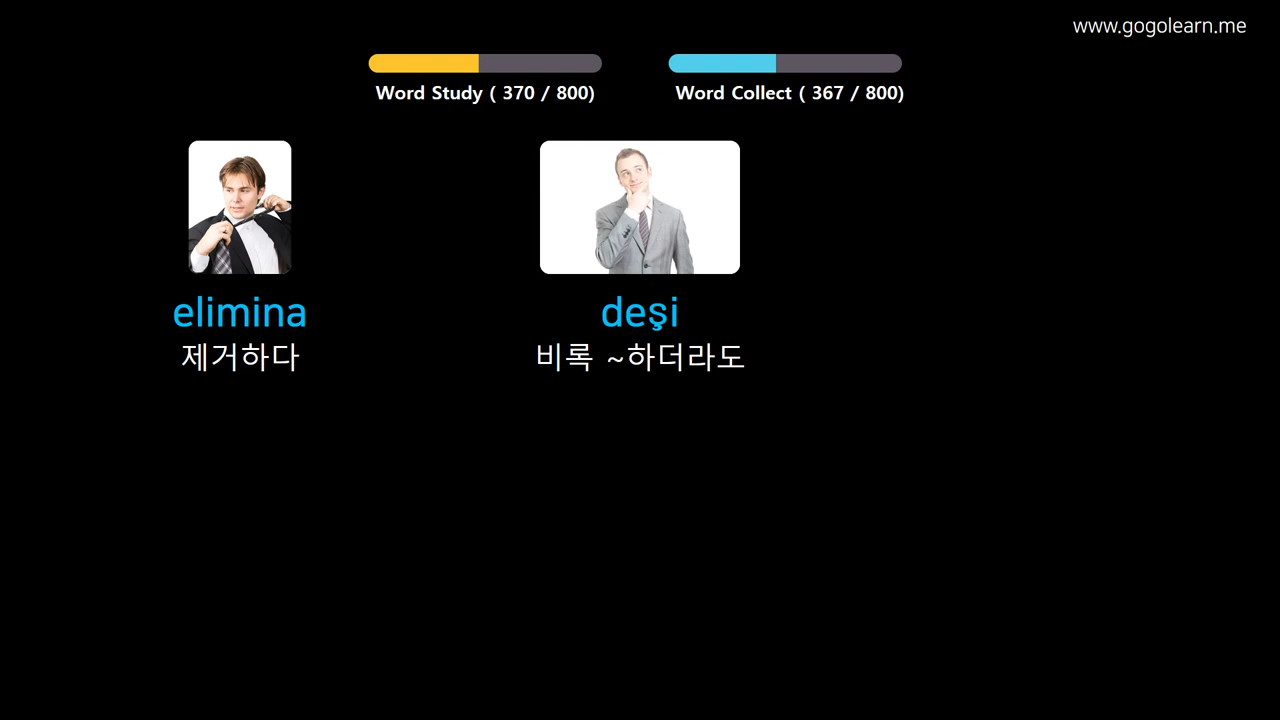 www.gogolearn.me
Word Study ( 370 / 800)
Word Collect ( 367 / 800)
elimina
제거하다
deşi
비록 ~하더라도